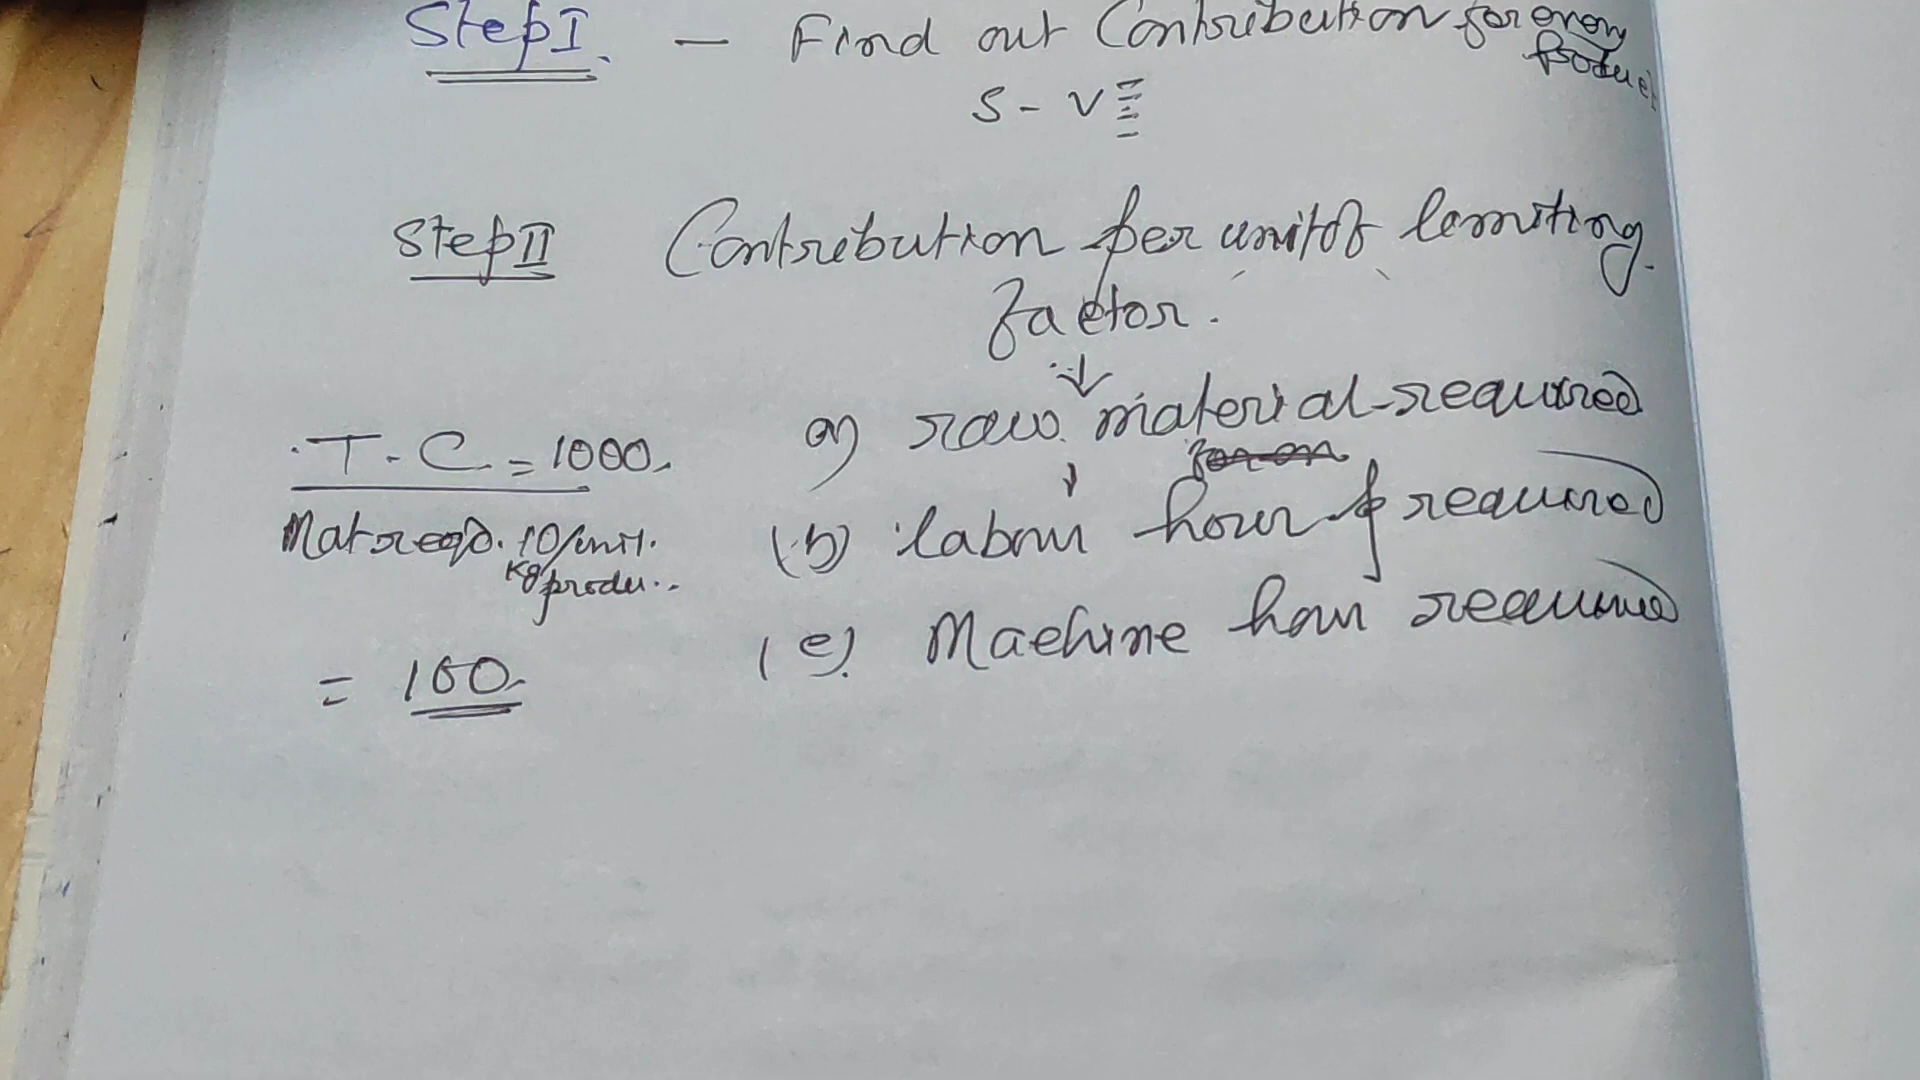 Step I. - Find out Contribution for every
Product
S - V
Step II Contribution per unit of limiting
factor.
a) raw material required
(b) labour hour required
(c) Machine hour required
T.C = 1000
Mat reqd. 10/unit.
Kg produ..
= 100